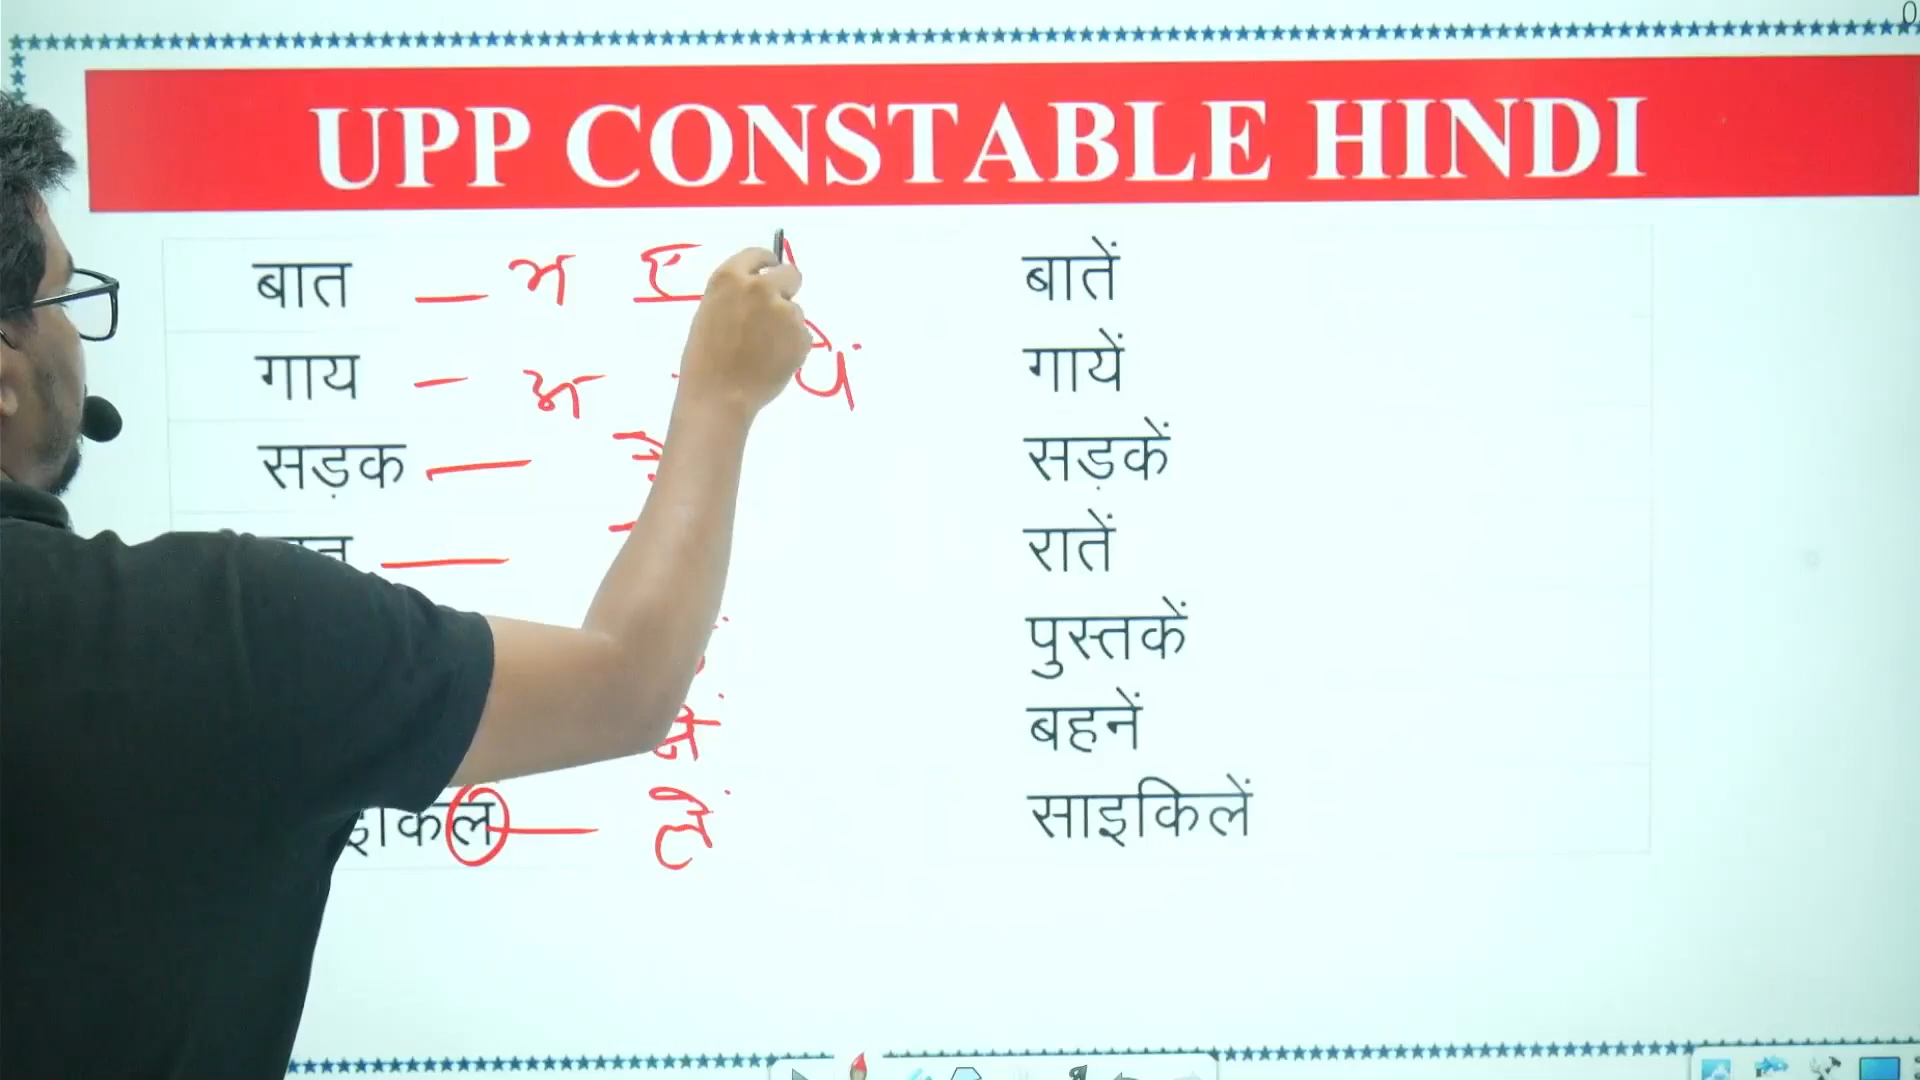 UPP CONSTABLE HINDI
बात — अ ए बातें
गाय - अ यें गायें
सड़क — सड़कें
— रातें
पुस्तकें
बहनें
— लें साइकिलें